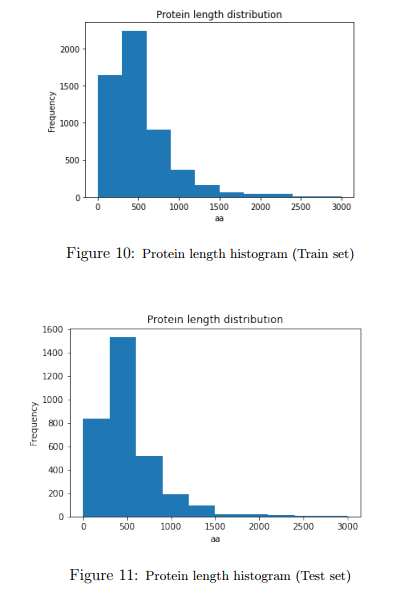 Protein length distribution
2000
1500
1000
500
0
Frequency
0 500 1000 1500 2000 2500 3000
aa
Figure 10: Protein length histogram (Train set)
Protein length distribution
1600
1400
1200
1000
800
600
400
200
0
Frequency
0 500 1000 1500 2000 2500 3000
aa
Figure 11: Protein length histogram (Test set)